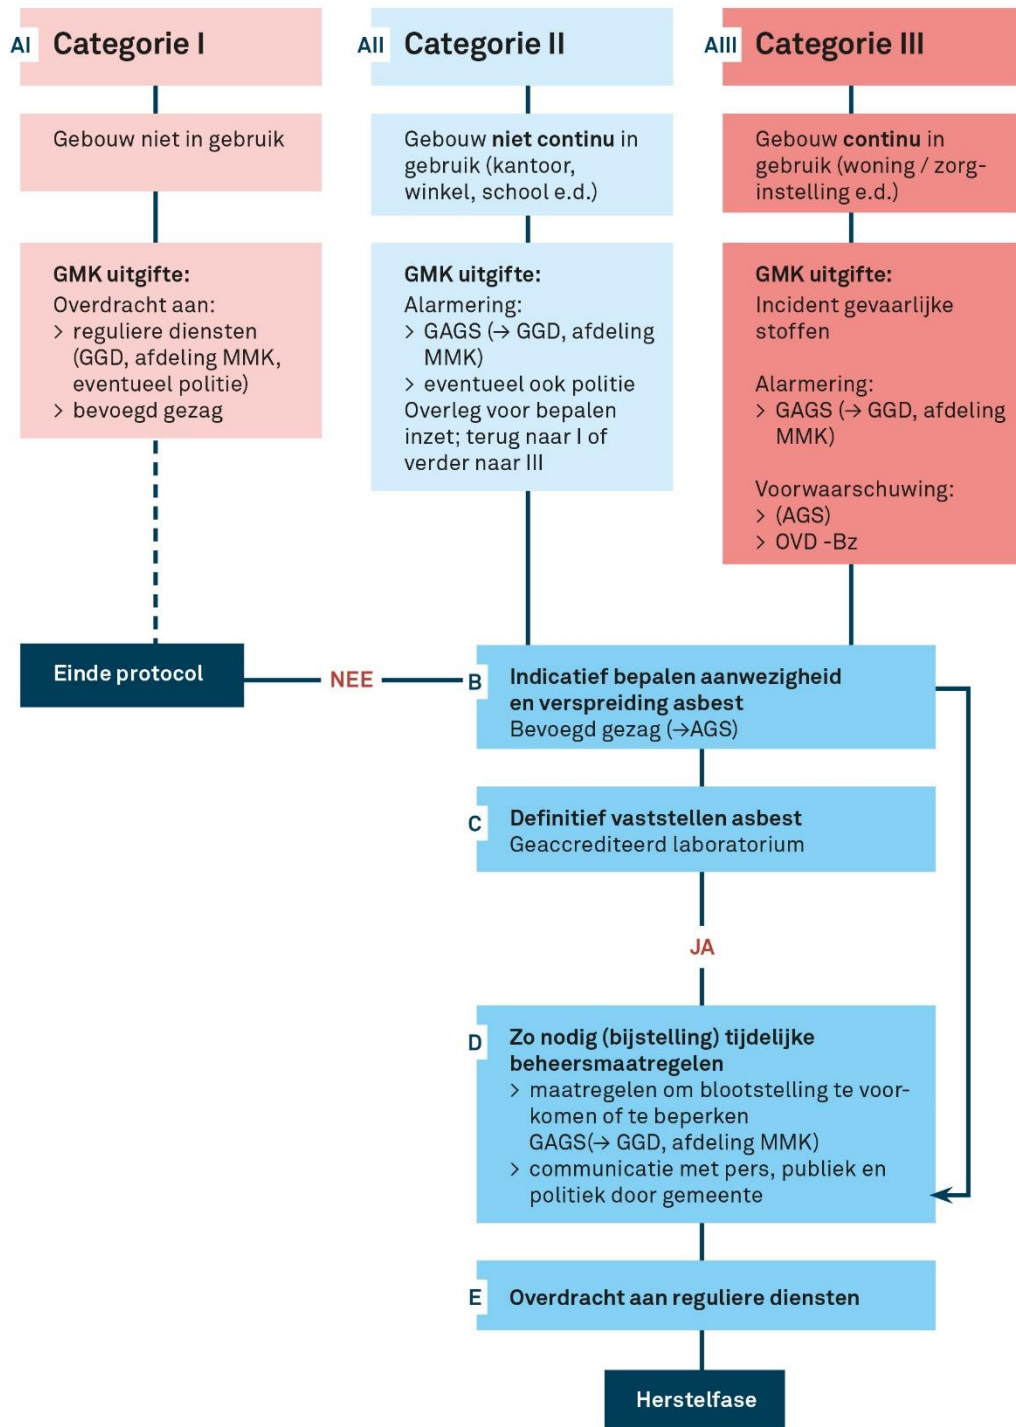 AI Categorie I
Gebouw niet in gebruik
GMK uitgifte:
Overdracht aan:
> reguliere diensten
(GGD, afdeling MMK,
eventueel politie)
> bevoegd gezag
AII Categorie II
Gebouw niet continu in
gebruik (kantoor,
winkel, school e.d.)
GMK uitgifte:
Alarmering:
> GAGS (→ GGD, afdeling
MMK)
> eventueel ook politie
Overleg voor bepalen
inzet; terug naar I of
verder naar III
AIII Categorie III
Gebouw continu in
gebruik (woning / zorg-
instelling e.d.)
GMK uitgifte:
Incident gevaarlijke
stoffen
Alarmering:
> GAGS (→ GGD, afdeling
MMK)
Voorwaarschuwing:
> (AGS)
> OVD -Bz
Einde protocol
NEE
B Indicatief bepalen aanwezigheid
en verspreiding asbest
Bevoegd gezag (→AGS)
C Definitief vaststellen asbest
Geaccrediteerd laboratorium
JA
D Zo nodig (bijstelling) tijdelijke
beheersmaatregelen
> maatregelen om blootstelling te voor-
komen of te beperken
GAGS(→ GGD, afdeling MMK)
> communicatie met pers, publiek en
politiek door gemeente
E Overdracht aan reguliere diensten
Herstelfase